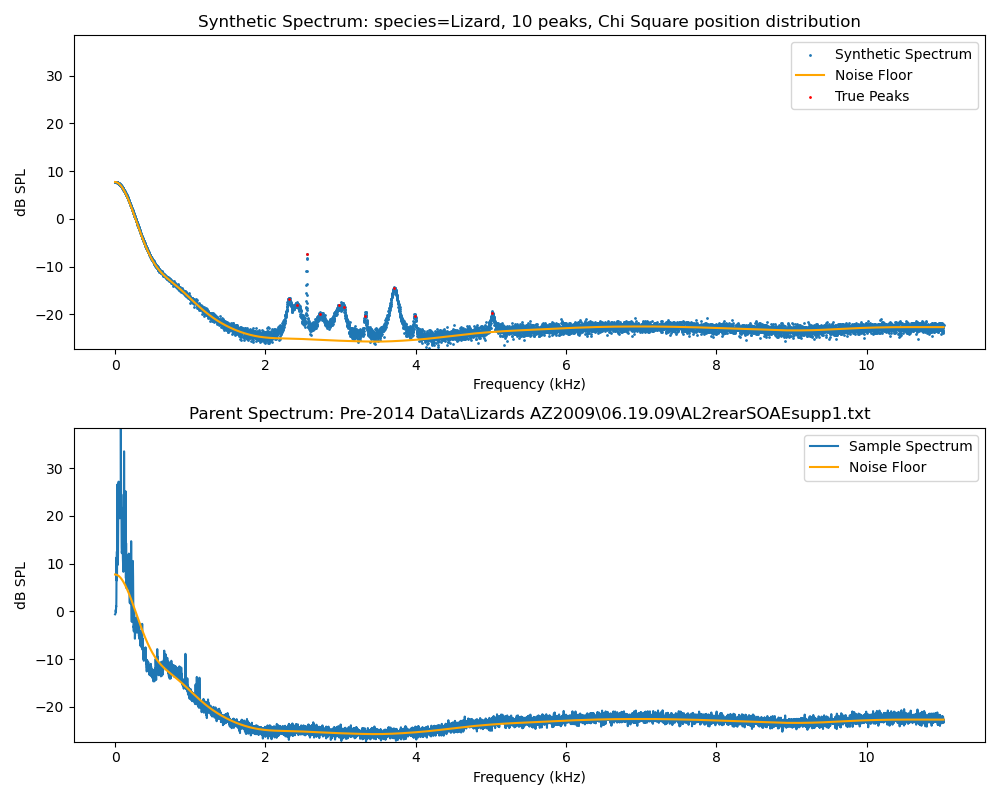 Synthetic Spectrum: species=Lizard, 10 peaks, Chi Square position distribution
Synthetic Spectrum
Noise Floor
True Peaks
dB SPL
30
20
10
0
−10
−20
0 2 4 6 8 10
Frequency (kHz)
Parent Spectrum: Pre-2014 Data\Lizards AZ2009\06.19.09\AL2rearSOAEsupp1.txt
Sample Spectrum
Noise Floor
dB SPL
30
20
10
0
−10
−20
0 2 4 6 8 10
Frequency (kHz)